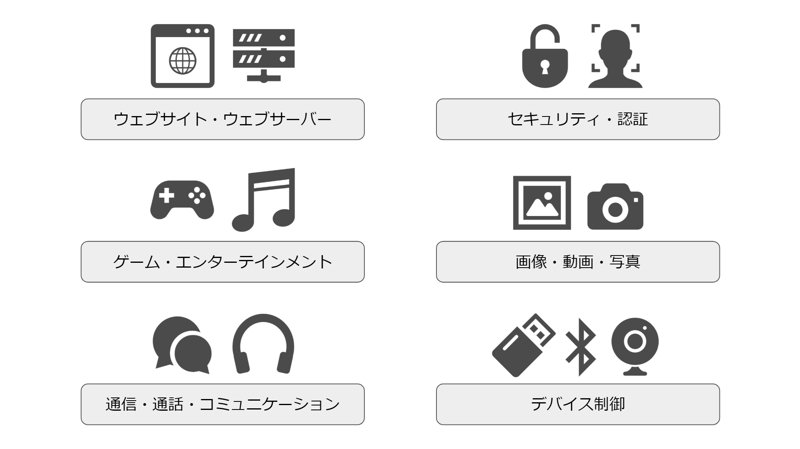 ウェブサイト・ウェブサーバー
セキュリティ・認証
ゲーム・エンターテインメント
画像・動画・写真
通信・通話・コミュニケーション
デバイス制御